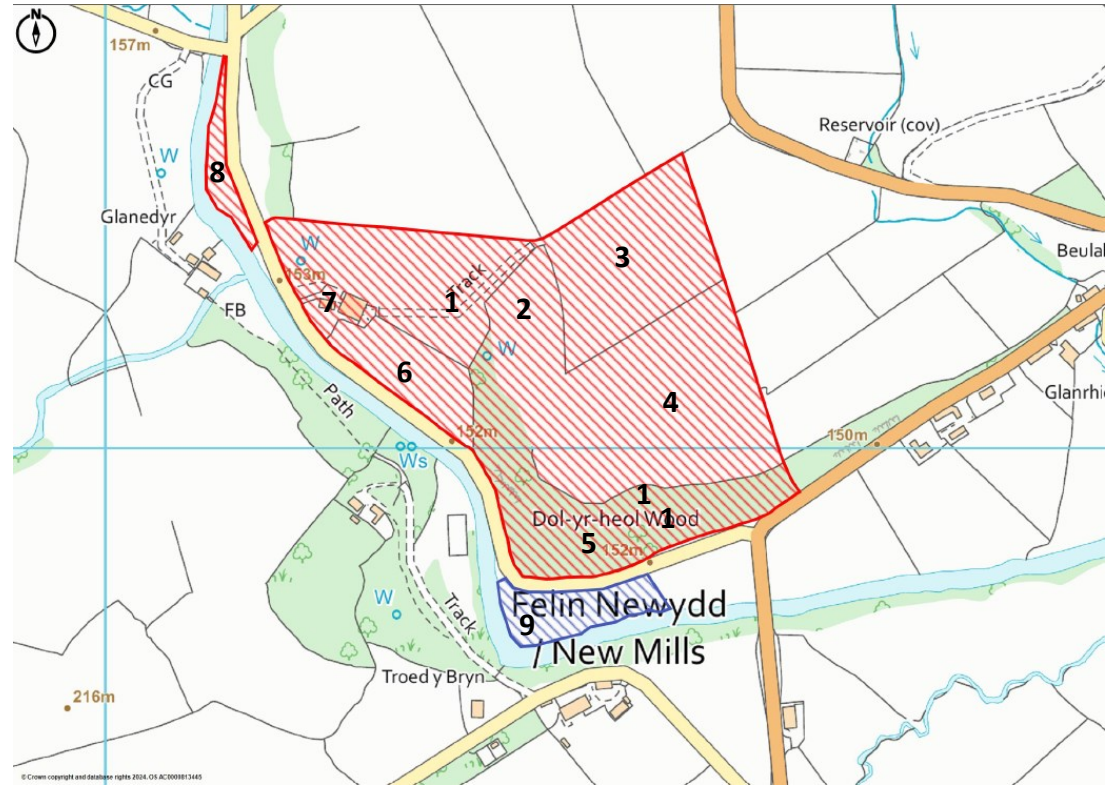 N
157m
CG
Reservoir (cov)
W
8
Glanedyr
Beulal
3
W
153m
Track
7
1
2
FB
W
6
4
Glanrhi
Path
152m
150m
Ws
1
Dol-yr-heol Wood
1
5
152m
W
Track
Felin Newydd
9
/ New Mills
Troed y Bryn
216m
© Crown copyright and database rights 2024. OS AC0000813445